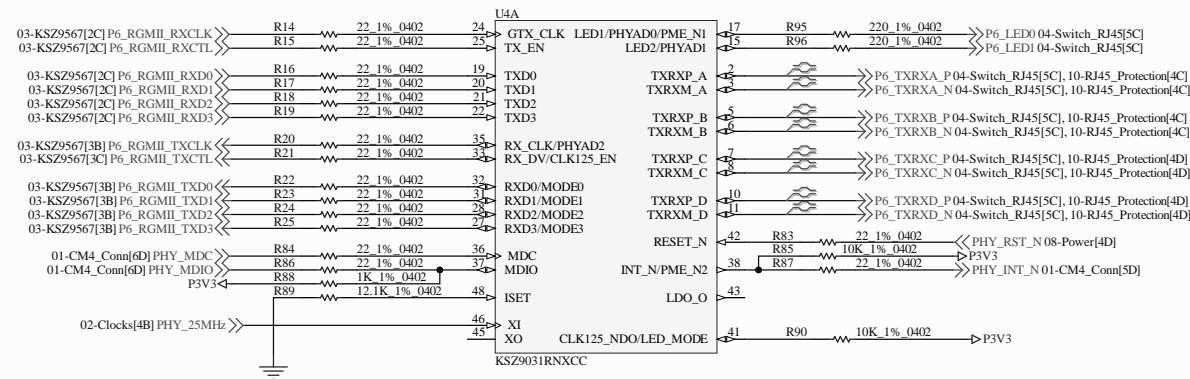 U4A
03-KSZ9567[2C] P6_RGMII_RXCLK R14 22_1%_0402 24 GTX_CLK LED1/PHYAD0/PME_N1 17 R95 220_1%_0402 P6_LED0 04-Switch_RJ45[5C]
03-KSZ9567[2C] P6_RGMII_RXCTL R15 22_1%_0402 25 TX_EN LED2/PHYAD1 15 R96 220_1%_0402 P6_LED1 04-Switch_RJ45[5C]
03-KSZ9567[2C] P6_RGMII_RXD0 R16 22_1%_0402 19 TXD0 TXRXP_A 2 P6_TXRXA_P 04-Switch_RJ45[5C], 10-RJ45_Protection[4C]
03-KSZ9567[2C] P6_RGMII_RXD1 R17 22_1%_0402 20 TXD1 TXRXM_A 3 P6_TXRXA_N 04-Switch_RJ45[5C], 10-RJ45_Protection[4C]
03-KSZ9567[2C] P6_RGMII_RXD2 R18 22_1%_0402 21 TXD2
03-KSZ9567[2C] P6_RGMII_RXD3 R19 22_1%_0402 22 TXD3 TXRXP_B 5 P6_TXRXB_P 04-Switch_RJ45[5C], 10-RJ45_Protection[4C]
TXRXM_B 6 P6_TXRXB_N 04-Switch_RJ45[5C], 10-RJ45_Protection[4C]
03-KSZ9567[3B] P6_RGMII_TXCLK R20 22_1%_0402 35 RX_CLK/PHYAD2
03-KSZ9567[3C] P6_RGMII_TXCTL R21 22_1%_0402 33 RX_DV/CLK125_EN TXRXP_C 7 P6_TXRXC_P 04-Switch_RJ45[5C], 10-RJ45_Protection[4D]
TXRXM_C 8 P6_TXRXC_N 04-Switch_RJ45[5C], 10-RJ45_Protection[4D]
03-KSZ9567[3B] P6_RGMII_TXD0 R22 22_1%_0402 32 RXD0/MODE0
03-KSZ9567[3B] P6_RGMII_TXD1 R23 22_1%_0402 31 RXD1/MODE1 TXRXP_D 10 P6_TXRXD_P 04-Switch_RJ45[5C], 10-RJ45_Protection[4D]
03-KSZ9567[3B] P6_RGMII_TXD2 R24 22_1%_0402 28 RXD2/MODE2 TXRXM_D 11 P6_TXRXD_N 04-Switch_RJ45[5C], 10-RJ45_Protection[4D]
03-KSZ9567[3B] P6_RGMII_TXD3 R25 22_1%_0402 27 RXD3/MODE3
RESET_N 42 R83 22_1%_0402 PHY_RST_N 08-Power[4D]
01-CM4_Conn[6D] PHY_MDC R84 22_1%_0402 36 MDC R85 10K_1%_0402 P3V3
01-CM4_Conn[6D] PHY_MDIO R86 22_1%_0402 37 MDIO INT_N/PME_N2 38 R87 22_1%_0402 PHY_INT_N 01-CM4_Conn[5D]
P3V3 R88 1K_1%_0402
R89 12.1K_1%_0402 48 ISET LDO_O 43
02-Clocks[4B] PHY_25MHz 46 XI
45 XO CLK125_NDO/LED_MODE 41 R90 10K_1%_0402 P3V3
KSZ9031RNXCC